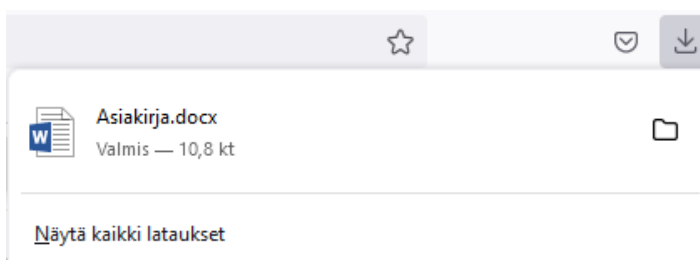 Asiakirja.docx
Valmis — 10,8 kt
Näytä kaikki lataukset